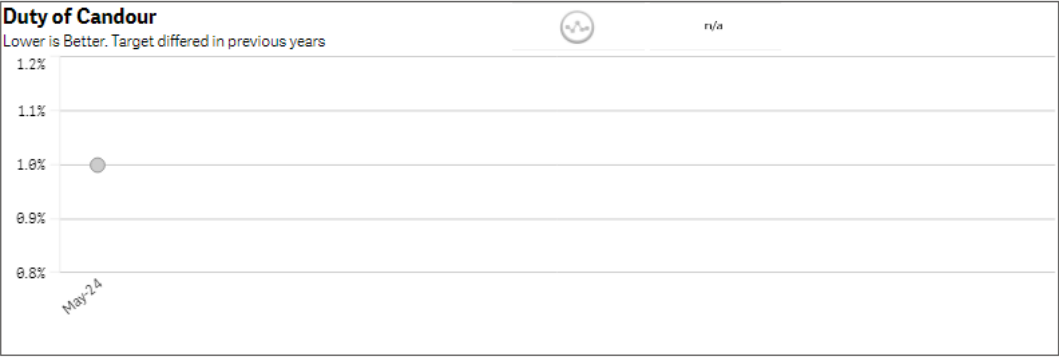 Duty of Candour
Lower is Better. Target differed in previous years
n/a
1.2%
1.1%
1.0%
0.9%
0.8%
May-24